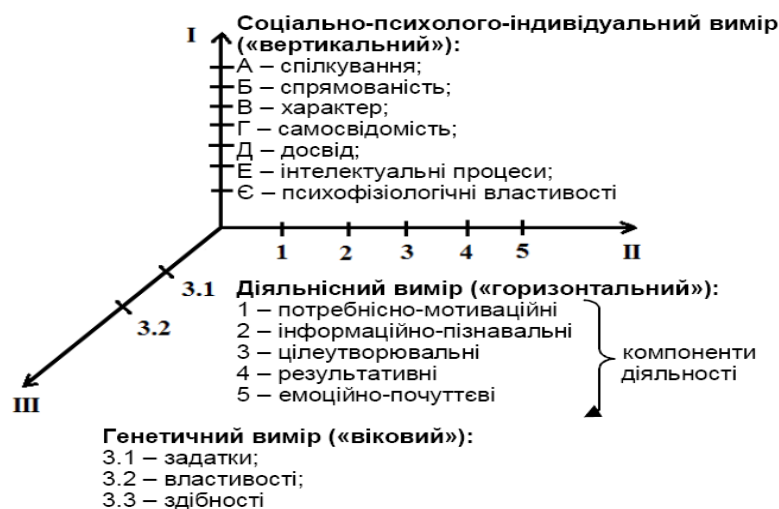 Соціально-психолого-індивідуальний вимір
(«вертикальний»):
I
А – спілкування;
Б – спрямованість;
В – характер;
Г – самосвідомість;
Д – досвід;
Е – інтелектуальні процеси;
Є – психофізіологічні властивості
1 2 3 4 5 II
3.1
3.2
III
Діяльнісний вимір («горизонтальний»):
1 – потребнісно-мотиваційні
2 – інформаційно-пізнавальні
3 – цілеутворювальні
4 – результативні
5 – емоційно-почуттєві
компоненти
діяльності
Генетичний вимір («віковий»):
3.1 – задатки;
3.2 – властивості;
3.3 – здібності